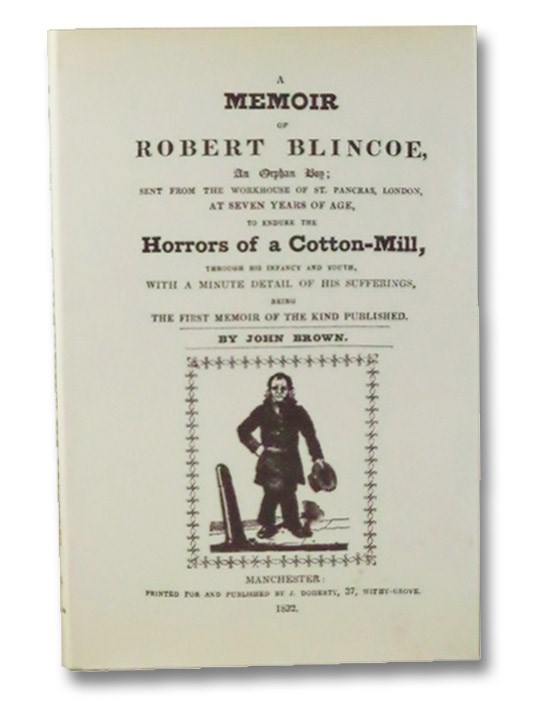 A
MEMOIR
OF
ROBERT BLINCOE,
An Orphan Boy;
SENT FROM THE WORKHOUSE OF ST. PANCRAS, LONDON,
AT SEVEN YEARS OF AGE,
TO ENDURE THE
Horrors of a Cotton-Mill,
THROUGH HIS INFANCY AND YOUTH,
WITH A MINUTE DETAIL OF HIS SUFFERINGS,
BEING
THE FIRST MEMOIR OF THE KIND PUBLISHED.
BY JOHN BROWN.
MANCHESTER:
PRINTED FOR AND PUBLISHED BY J. DOHERTY, 37, WITHY-GROVE.
1832.